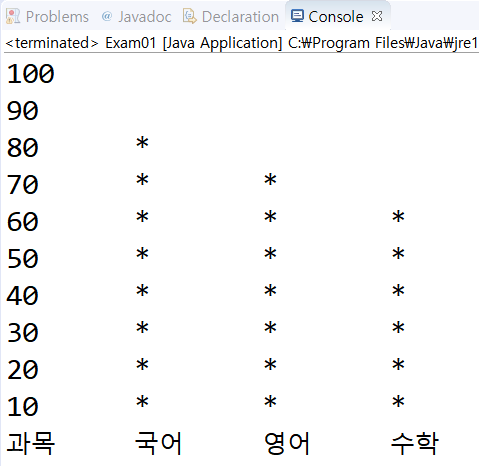 Problems @ Javadoc Declaration Console
<terminated> Exam01 [Java Application] C:₩Program Files₩Java₩jre1
100
90
80 *
70 * *
60 * * *
50 * * *
40 * * *
30 * * *
20 * * *
10 * * *
과목 국어 영어 수학